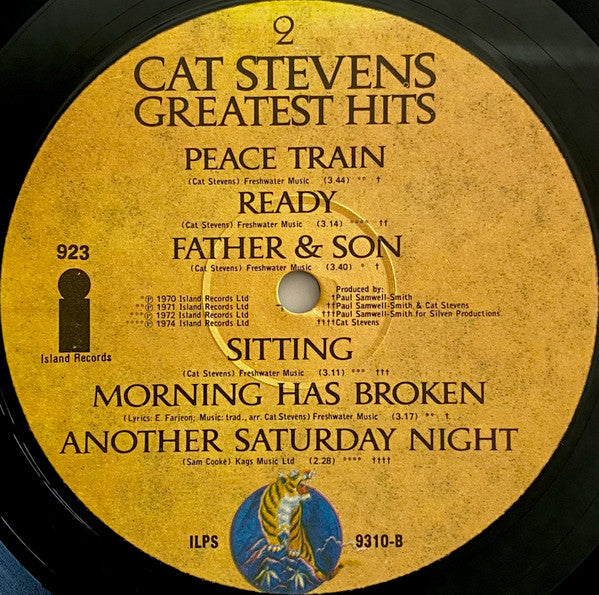 2
CAT STEVENS
GREATEST HITS
PEACE TRAIN
(Cat Stevens) Freshwater Music (3.44) °° †
READY
(Cat Stevens) Freshwater Music (3.14) °°°° ††
FATHER & SON
(Cat Stevens) Freshwater Music (3.40) ° †
923
Island Records
°℗ 1970 Island Records Ltd
°°℗ 1971 Island Records Ltd
°°°℗ 1972 Island Records Ltd
°°°°℗ 1974 Island Records Ltd
Produced by:
†Paul Samwell-Smith
††Paul Samwell-Smith, & Cat Stevens
†††Paul Samwell-Smith for Silven Productions.
††††Cat Stevens
SITTING
(Cat Stevens) Freshwater Music (3.11) °°° †††
MORNING HAS BROKEN
(Lyrics: E. Farjeon; Music: trad., arr. Cat Stevens) Freshwater Music . (3.17) °° . †
ANOTHER SATURDAY NIGHT
(Sam Cooke) Kags Music Ltd (2.28) °°°° ††††
ILPS 9310-B